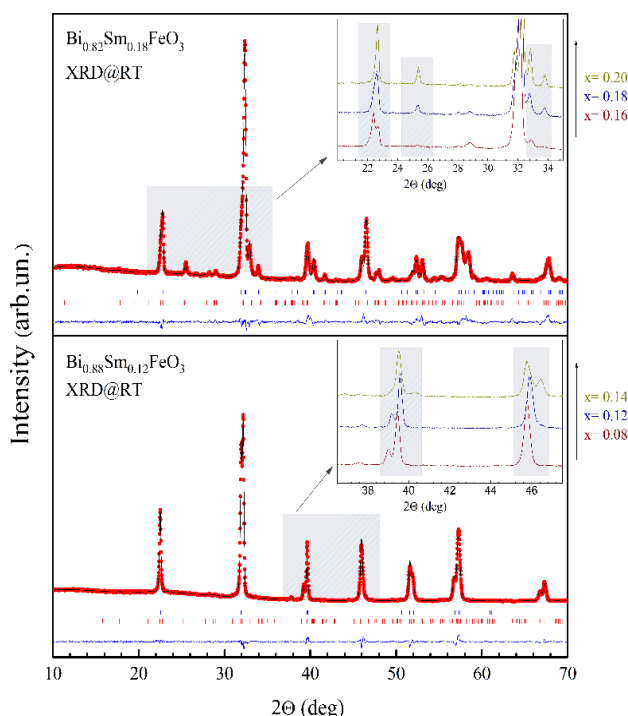 Intensity (arb.un.)
Bi0.82Sm0.18FeO3
XRD@RT
x= 0.20
x= 0.18
x= 0.16
22 24 26 28 30 32 34
2Θ (deg)
Bi0.88Sm0.12FeO3
XRD@RT
x= 0.14
x= 0.12
x= 0.08
38 40 42 44 46
2Θ (deg)
10 20 30 40 50 60 70
2Θ (deg)